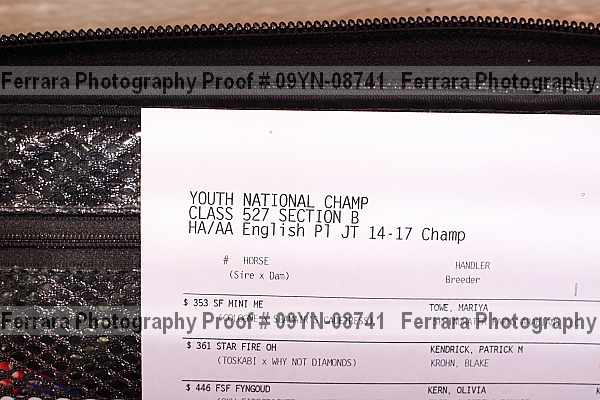 Ferrara Photography Proof # 09YN-08741 Ferrara Photography
YOUTH NATIONAL CHAMP
CLASS 527 SECTION B
HA/AA English Pl JT 14-17 Champ
# HORSE HANDLER
(Sire x Dam) Breeder
$ 353 SF MINI ME TOWE, MARIYA
Ferrara Photography Proof # 09YN-08741 Ferrara Photography
$ 361 STAR FIRE OH KENDRICK, PATRICK M
(TOSKABI x WHY NOT DIAMONDS) KROHN, BLAKE
$ 446 FSF FYNGOUD KERN, OLIVIA